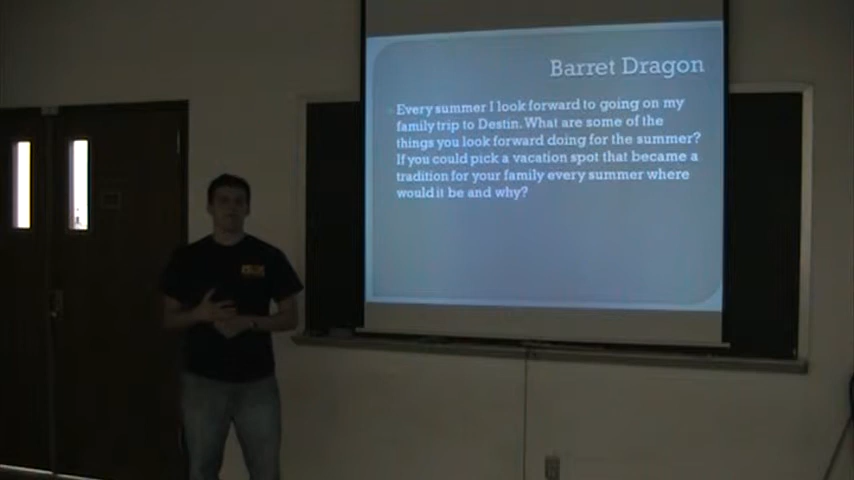 Barret Dragon
Every summer I look forward to going on my
family trip to Destin. What are some of the
things you look forward doing for the summer?
If you could pick a vacation spot that became a
tradition for your family every summer where
would it be and why?